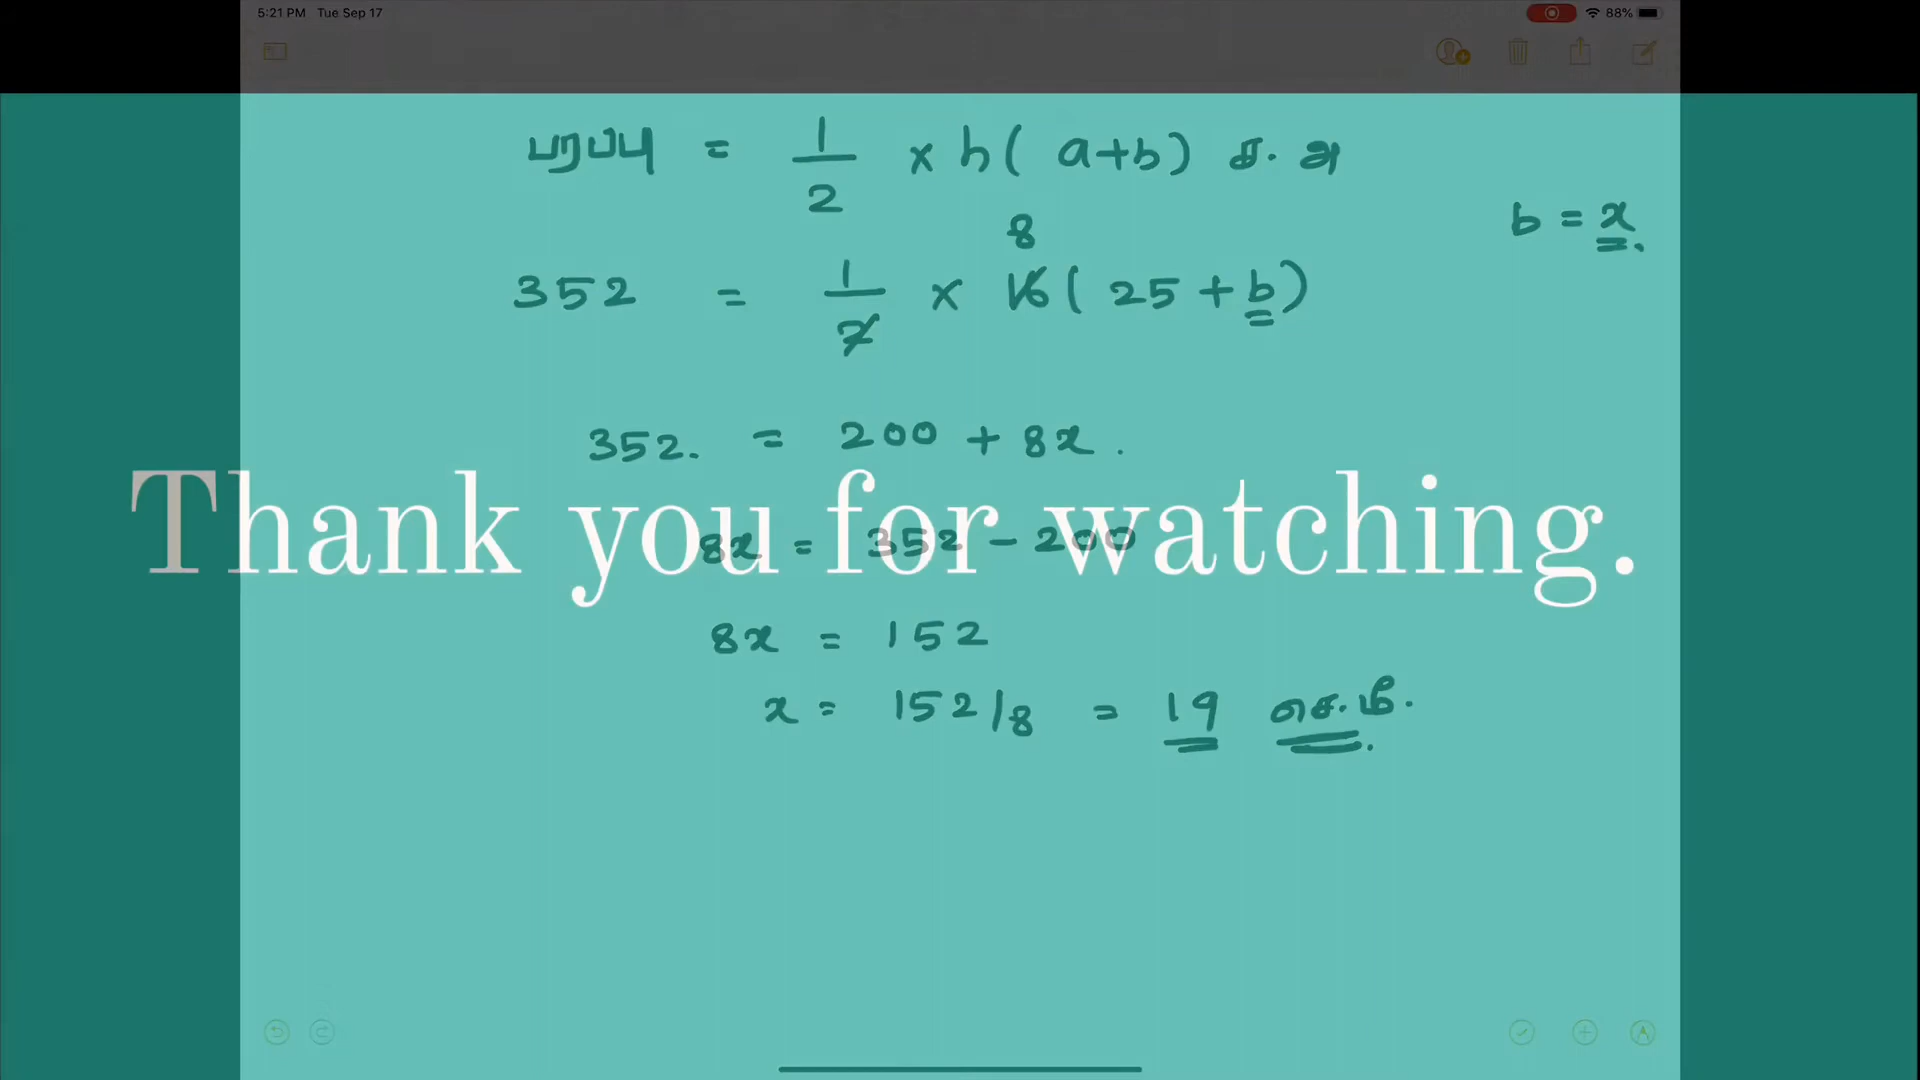 5:21 PM Tue Sep 17
88%
பரப்பு = 1/2 x h( a+b) ச. அ
b = x.
8
352 = 1/2 x 16( 25 + b)
352. = 200 + 8x.
Thank you for watching.
8x = 352 - 200
8x = 152
x = 152/8 = 19 செ.மீ.